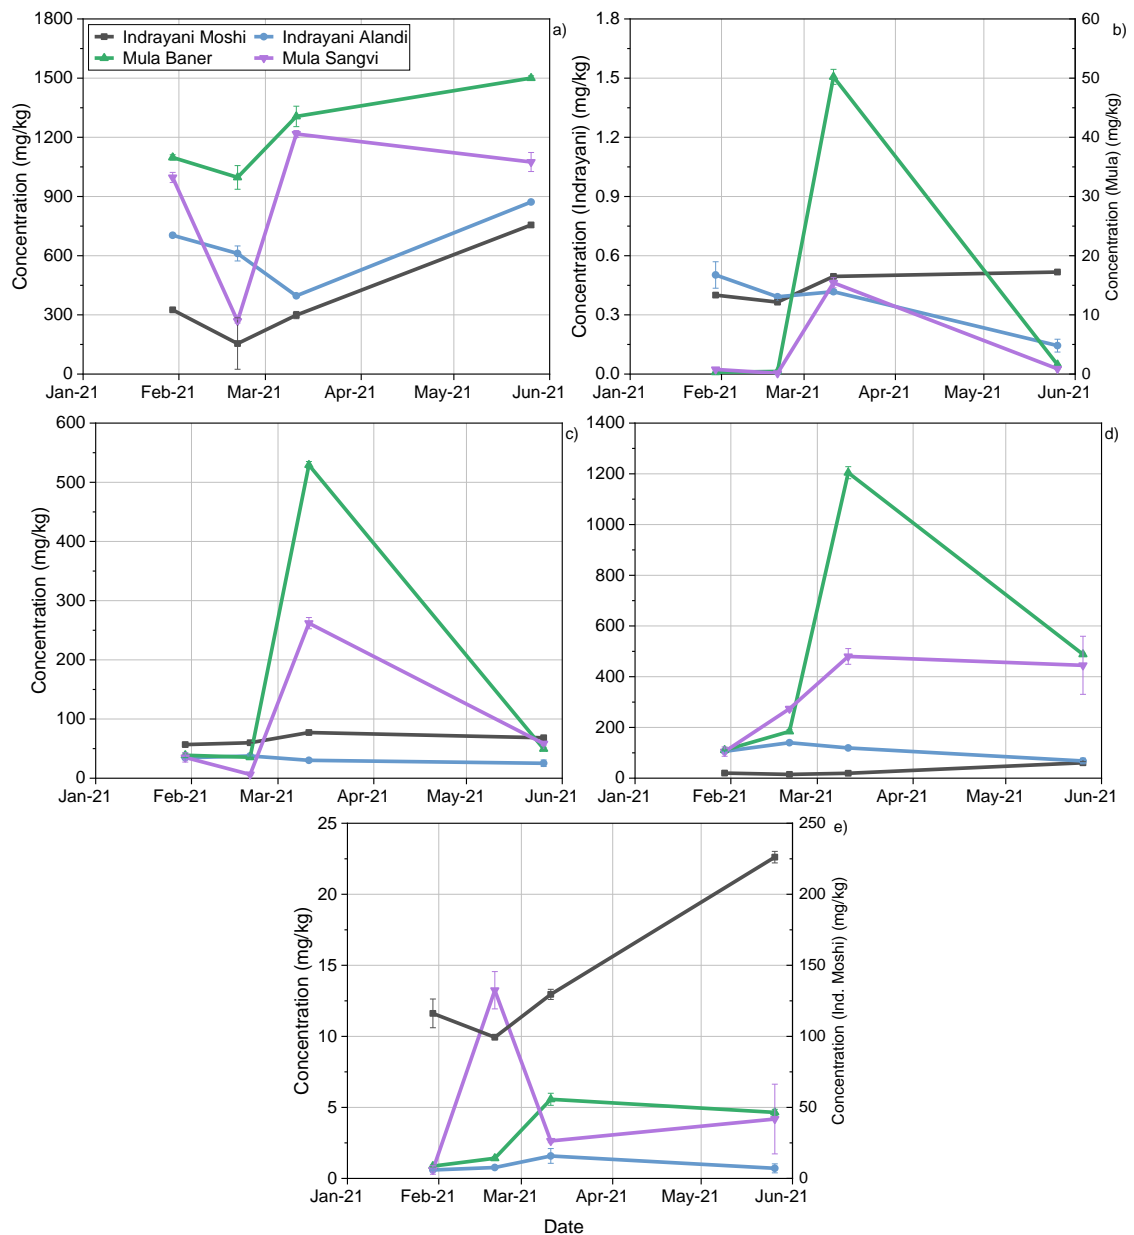 Indrayani Moshi Indrayani Alandi
Mula Baner Mula Sangvi
a)
Concentration (mg/kg)
1800
1500
1200
900
600
300
0
Jan-21 Feb-21 Mar-21 Apr-21 May-21 Jun-21
b)
Concentration (Indrayani) (mg/kg)
1.8
1.5
1.2
0.9
0.6
0.3
0.0
Concentration (Mula) (mg/kg)
60
50
40
30
20
10
0
Jan-21 Feb-21 Mar-21 Apr-21 May-21 Jun-21
c)
Concentration (mg/kg)
600
500
400
300
200
100
0
Jan-21 Feb-21 Mar-21 Apr-21 May-21 Jun-21
d)
1400
1200
1000
800
600
400
200
0
Jan-21 Feb-21 Mar-21 Apr-21 May-21 Jun-21
e)
Concentration (mg/kg)
25
20
15
10
5
0
Concentration (Ind. Moshi) (mg/kg)
250
200
150
100
50
0
Jan-21 Feb-21 Mar-21 Apr-21 May-21 Jun-21
Date